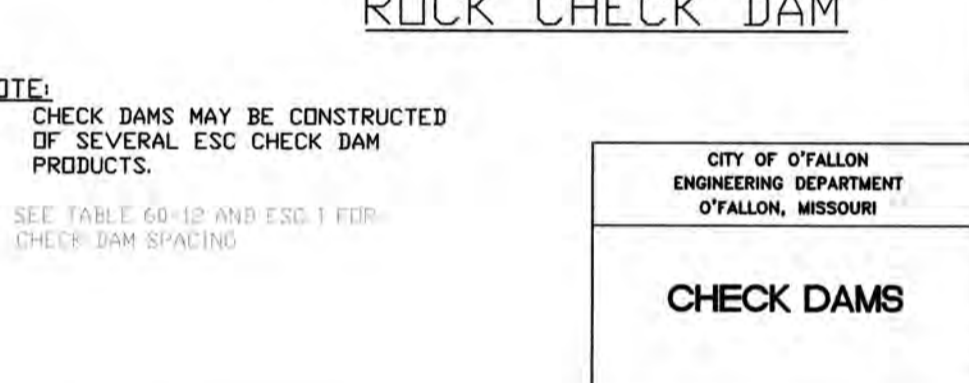 ROCK CHECK DAM
OTE:
CHECK DAMS MAY BE CONSTRUCTED
OF SEVERAL ESC CHECK DAM
PRODUCTS.
SEE TABLE 60-12 AND ESC 1 FOR
CHECK DAM SPACING
CITY OF O'FALLON
ENGINEERING DEPARTMENT
O'FALLON, MISSOURI
CHECK DAMS